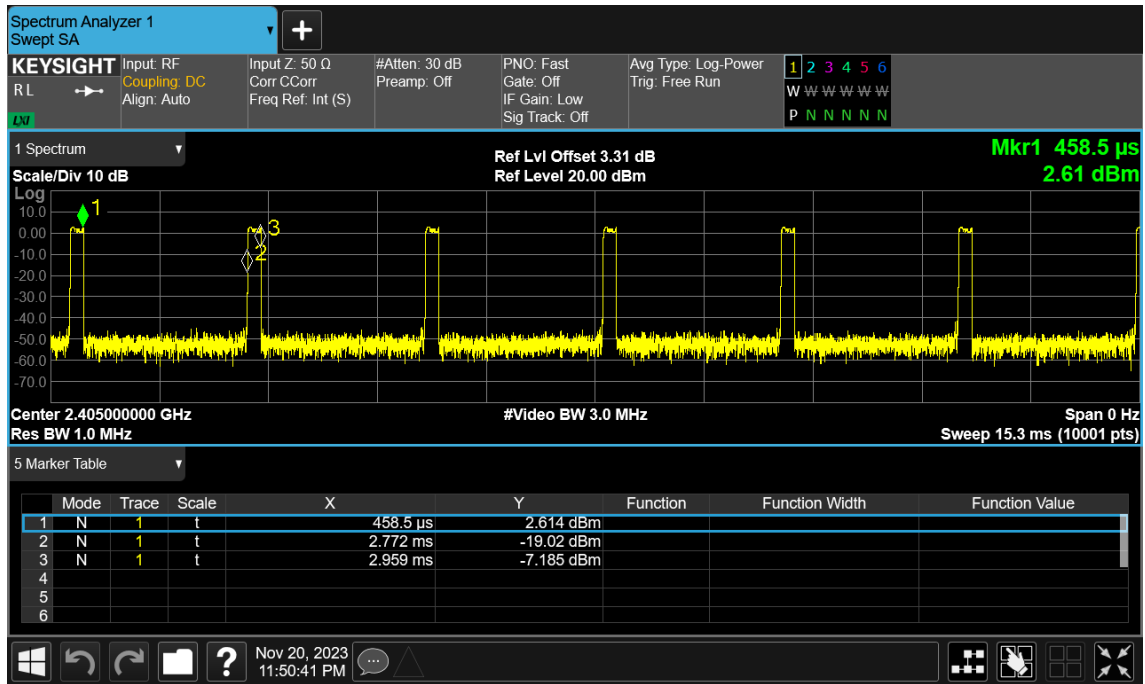 Spectrum Analyzer 1
Swept SA
+
KEYSIGHT Input: RF Input Z: 50 Ω #Atten: 30 dB PNO: Fast Avg Type: Log-Power 1 2 3 4 5 6
R L Coupling: DC Corr CCorr Preamp: Off Gate: Off Trig: Free Run W W W W W W
Align: Auto Freq Ref: Int (S) IF Gain: Low
LXI Sig Track: Off P N N N N N
1 Spectrum Ref Lvl Offset 3.31 dB Mkr1 458.5 µs
Scale/Div 10 dB Ref Level 20.00 dBm 2.61 dBm
Log
10.0 1
0.00 3
-10.0 2
-20.0
-30.0
-40.0
-50.0
-60.0
-70.0
Center 2.405000000 GHz #Video BW 3.0 MHz Span 0 Hz
Res BW 1.0 MHz Sweep 15.3 ms (10001 pts)
5 Marker Table
Mode Trace Scale X Y Function Function Width Function Value
1 N 1 t 458.5 µs 2.614 dBm
2 N 1 t 2.772 ms -19.02 dBm
3 N 1 t 2.959 ms -7.185 dBm
4
5
6
? Nov 20, 2023
11:50:41 PM